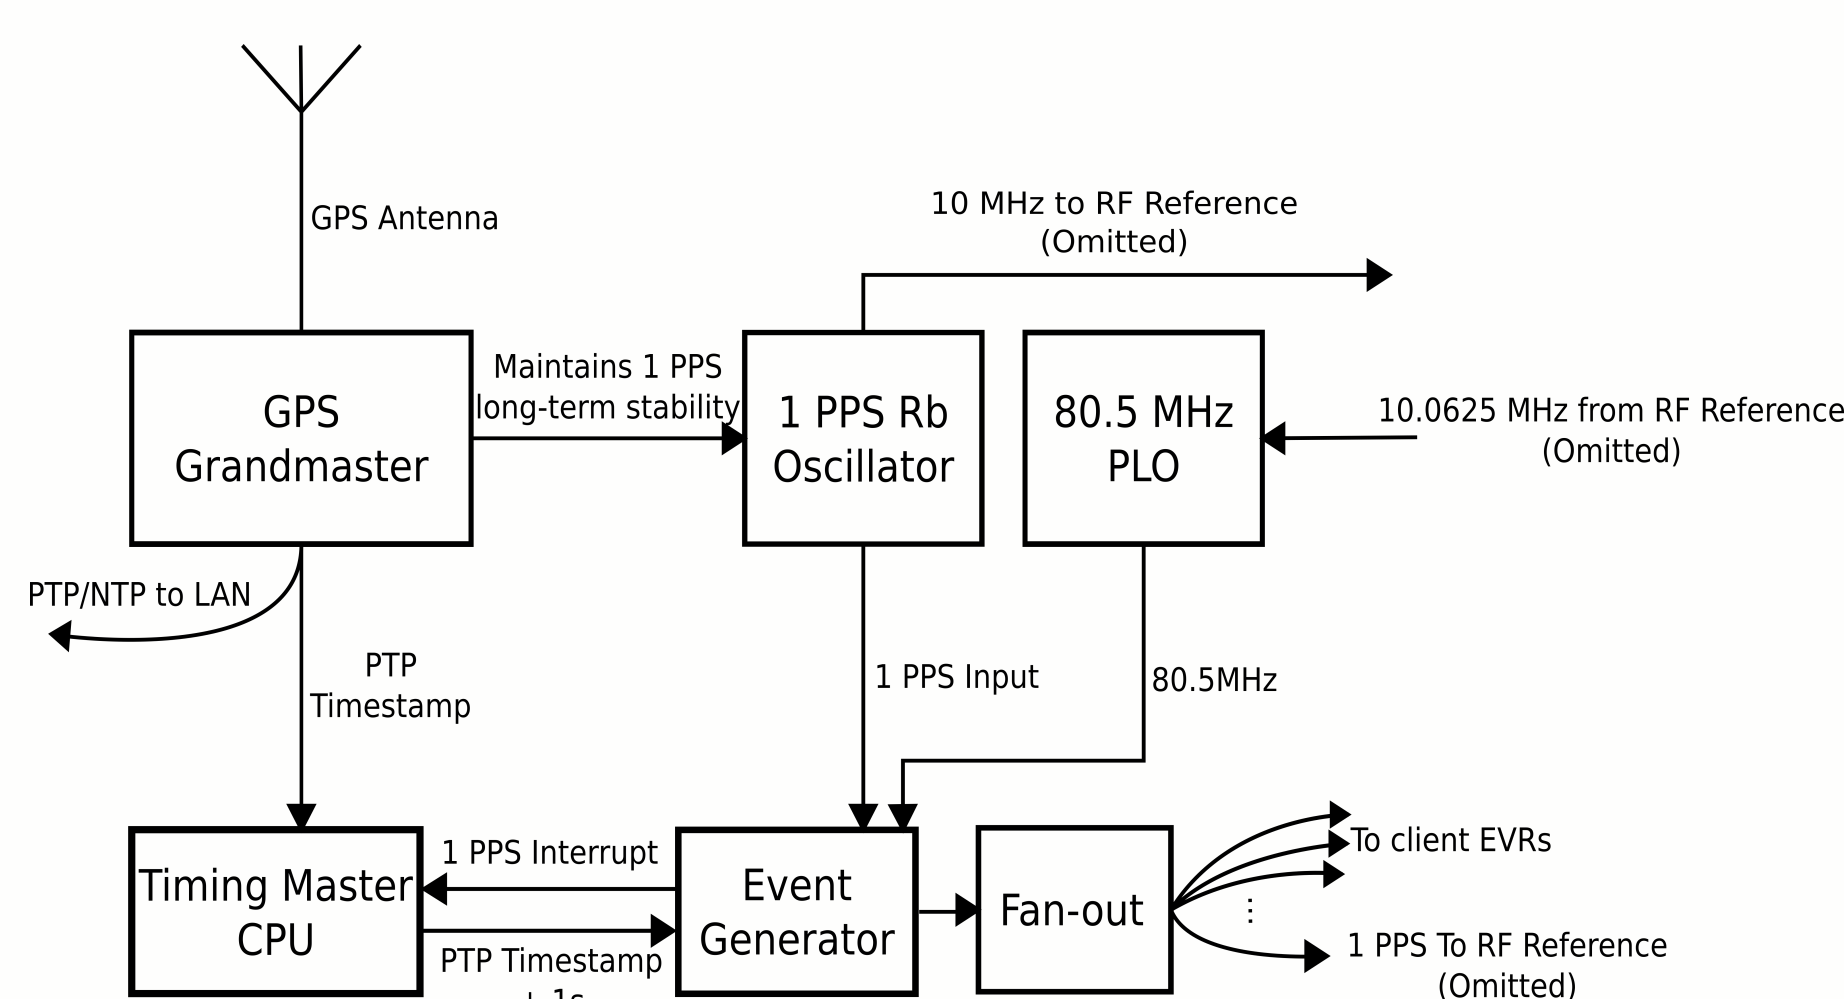 GPS Antenna
10 MHz to RF Reference
(Omitted)
GPS
Grandmaster
Maintains 1 PPS
long-term stability
1 PPS Rb
Oscillator
80.5 MHz
PLO
10.0625 MHz from RF Reference
(Omitted)
PTP/NTP to LAN
PTP
Timestamp
1 PPS Input
80.5MHz
Timing Master
CPU
1 PPS Interrupt
PTP Timestamp
+ 1s
Event
Generator
Fan-out
To client EVRs
⋮
1 PPS To RF Reference
(Omitted)